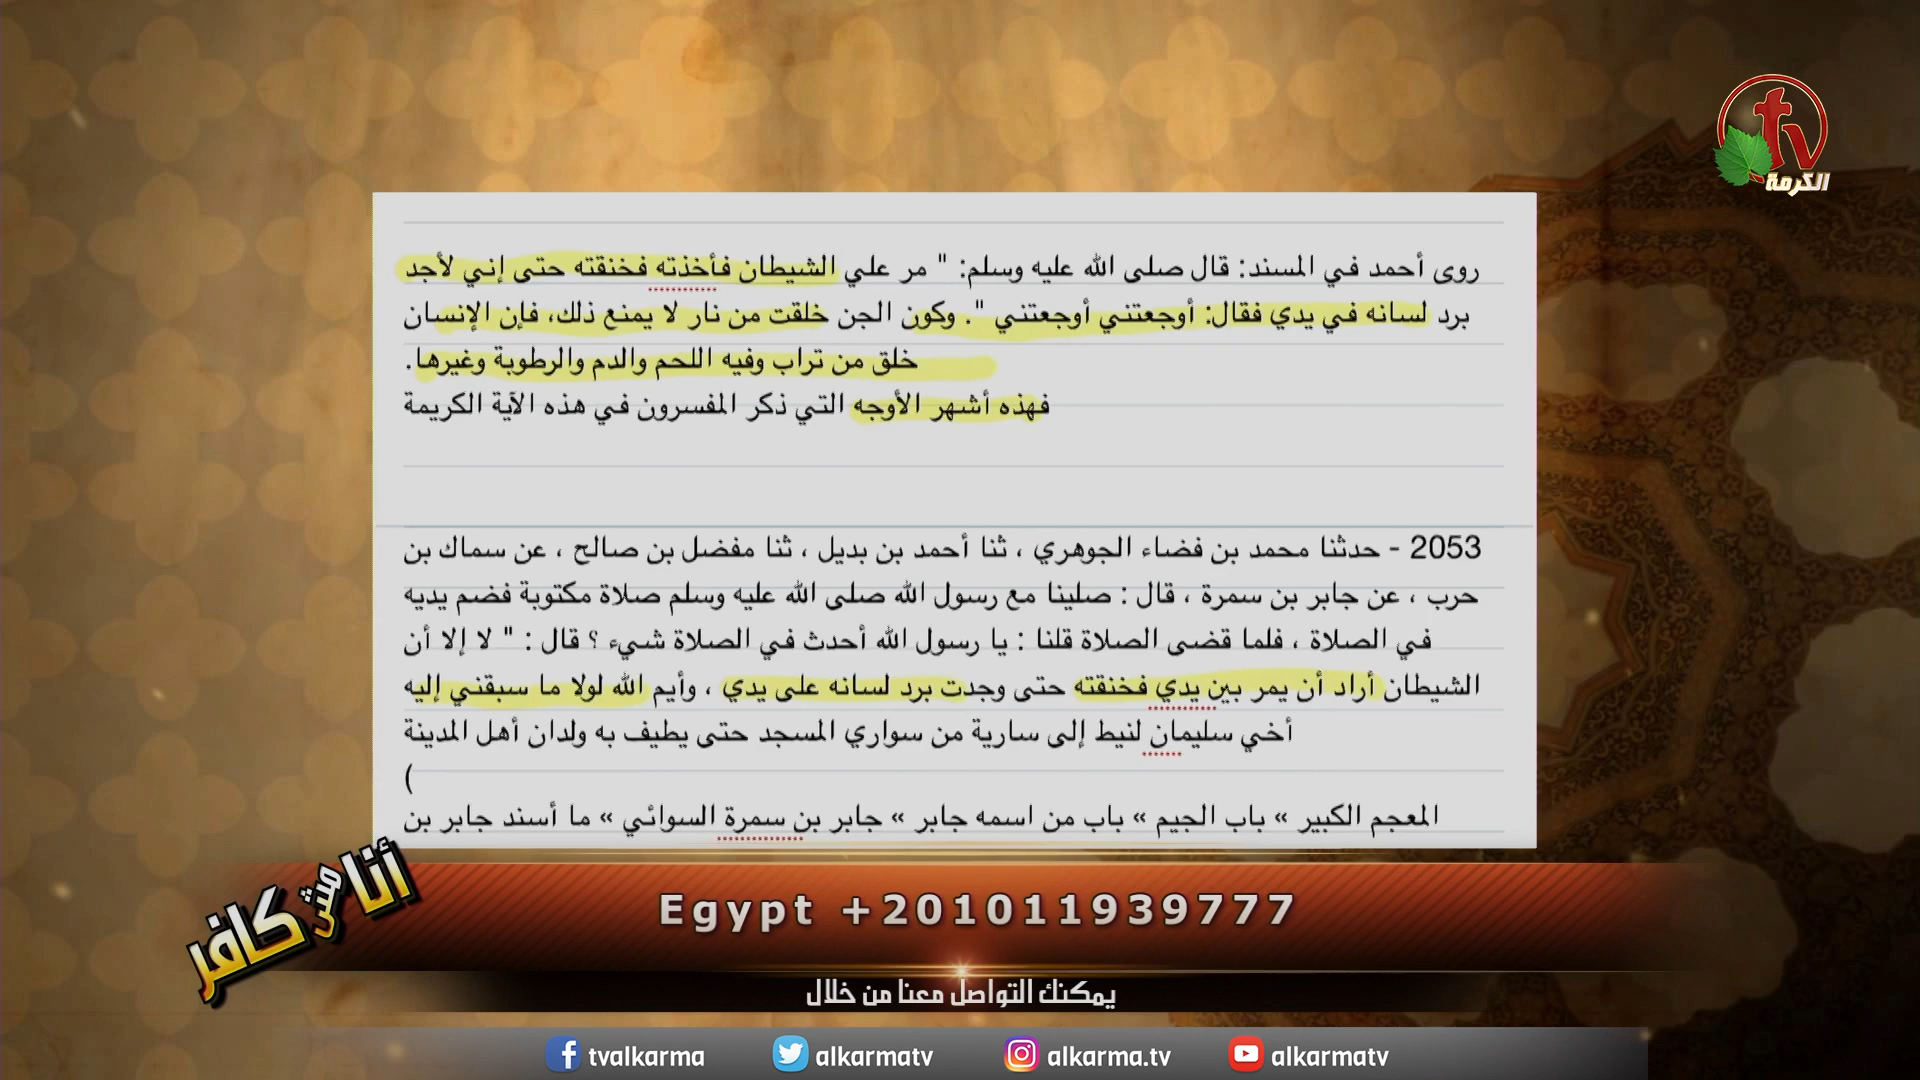 tv
الكرمة
روى أحمد في المسند: قال صلى الله عليه وسلم: " مر علي الشيطان فأخذته فخنقته حتى إني لأجد
برد لسانه في يدي فقال: أوجعتني أوجعتني ". وكون الجن خلقت من نار لا يمنع ذلك، فإن الإنسان
خلق من تراب وفيه اللحم والدم والرطوبة وغيرها.
فهذه أشهر الأوجه التي ذكر المفسرون في هذه الآية الكريمة
2053 - حدثنا محمد بن فضاء الجوهري ، ثنا أحمد بن بديل ، ثنا مفضل بن صالح ، عن سماك بن
حرب ، عن جابر بن سمرة ، قال : صلينا مع رسول الله صلى الله عليه وسلم صلاة مكتوبة فضم يديه
في الصلاة ، فلما قضى الصلاة قلنا : يا رسول الله أحدث في الصلاة شيء ؟ قال : " لا إلا أن
الشيطان أراد أن يمر بين يدي فخنقته حتى وجدت برد لسانه على يدي ، وأيم الله لولا ما سبقني إليه
أخي سليمان لنيط إلى سارية من سواري المسجد حتى يطيف به ولدان أهل المدينة
)
المعجم الكبير » باب الجيم » باب من اسمه جابر » جابر بن سمرة السوائي » ما أسند جابر بن
أنا مش كافر
Egypt +201011939777
يمكنك التواصل معنا من خلال
tvalkarma alkarmatv alkarma.tv alkarmatv